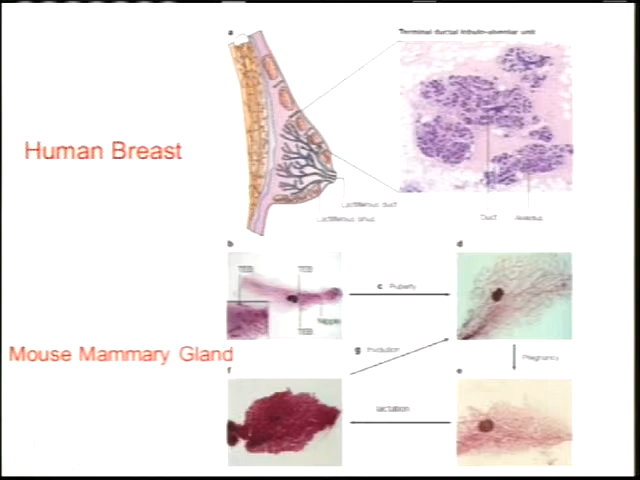 a
Terminal ductal lobulo-alveolar unit
Human Breast
Lactiferous duct
Lactiferous sinus
Duct
Alveolus
b
d
TEB
TEB
c Puberty
Nipple
TEB
Mouse Mammary Gland
g Involution
Pregnancy
f
e
lactation